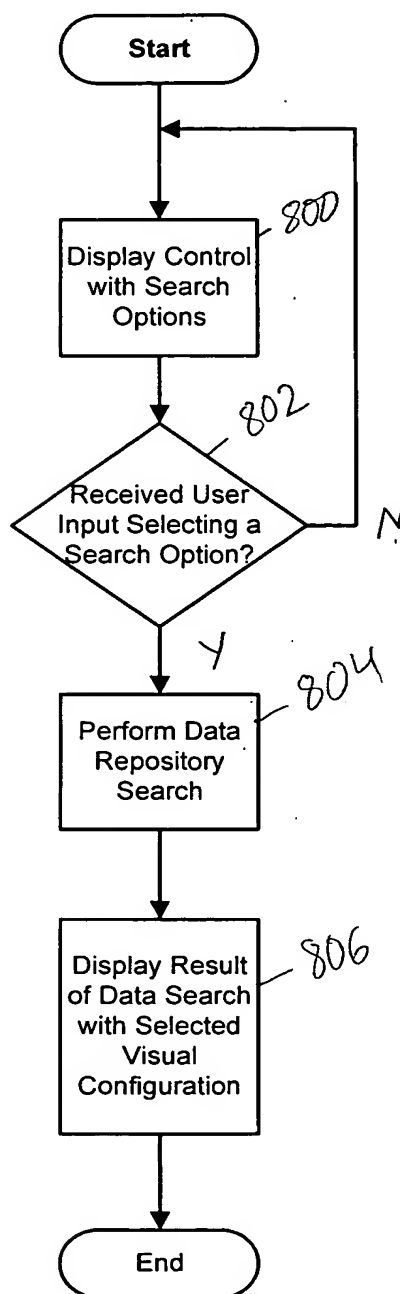 Start
800
Display Control
with Search
Options
802
Received User
Input Selecting a
Search Option?
N
Y
804
Perform Data
Repository
Search
806
Display Result
of Data Search
with Selected
Visual
Configuration
End